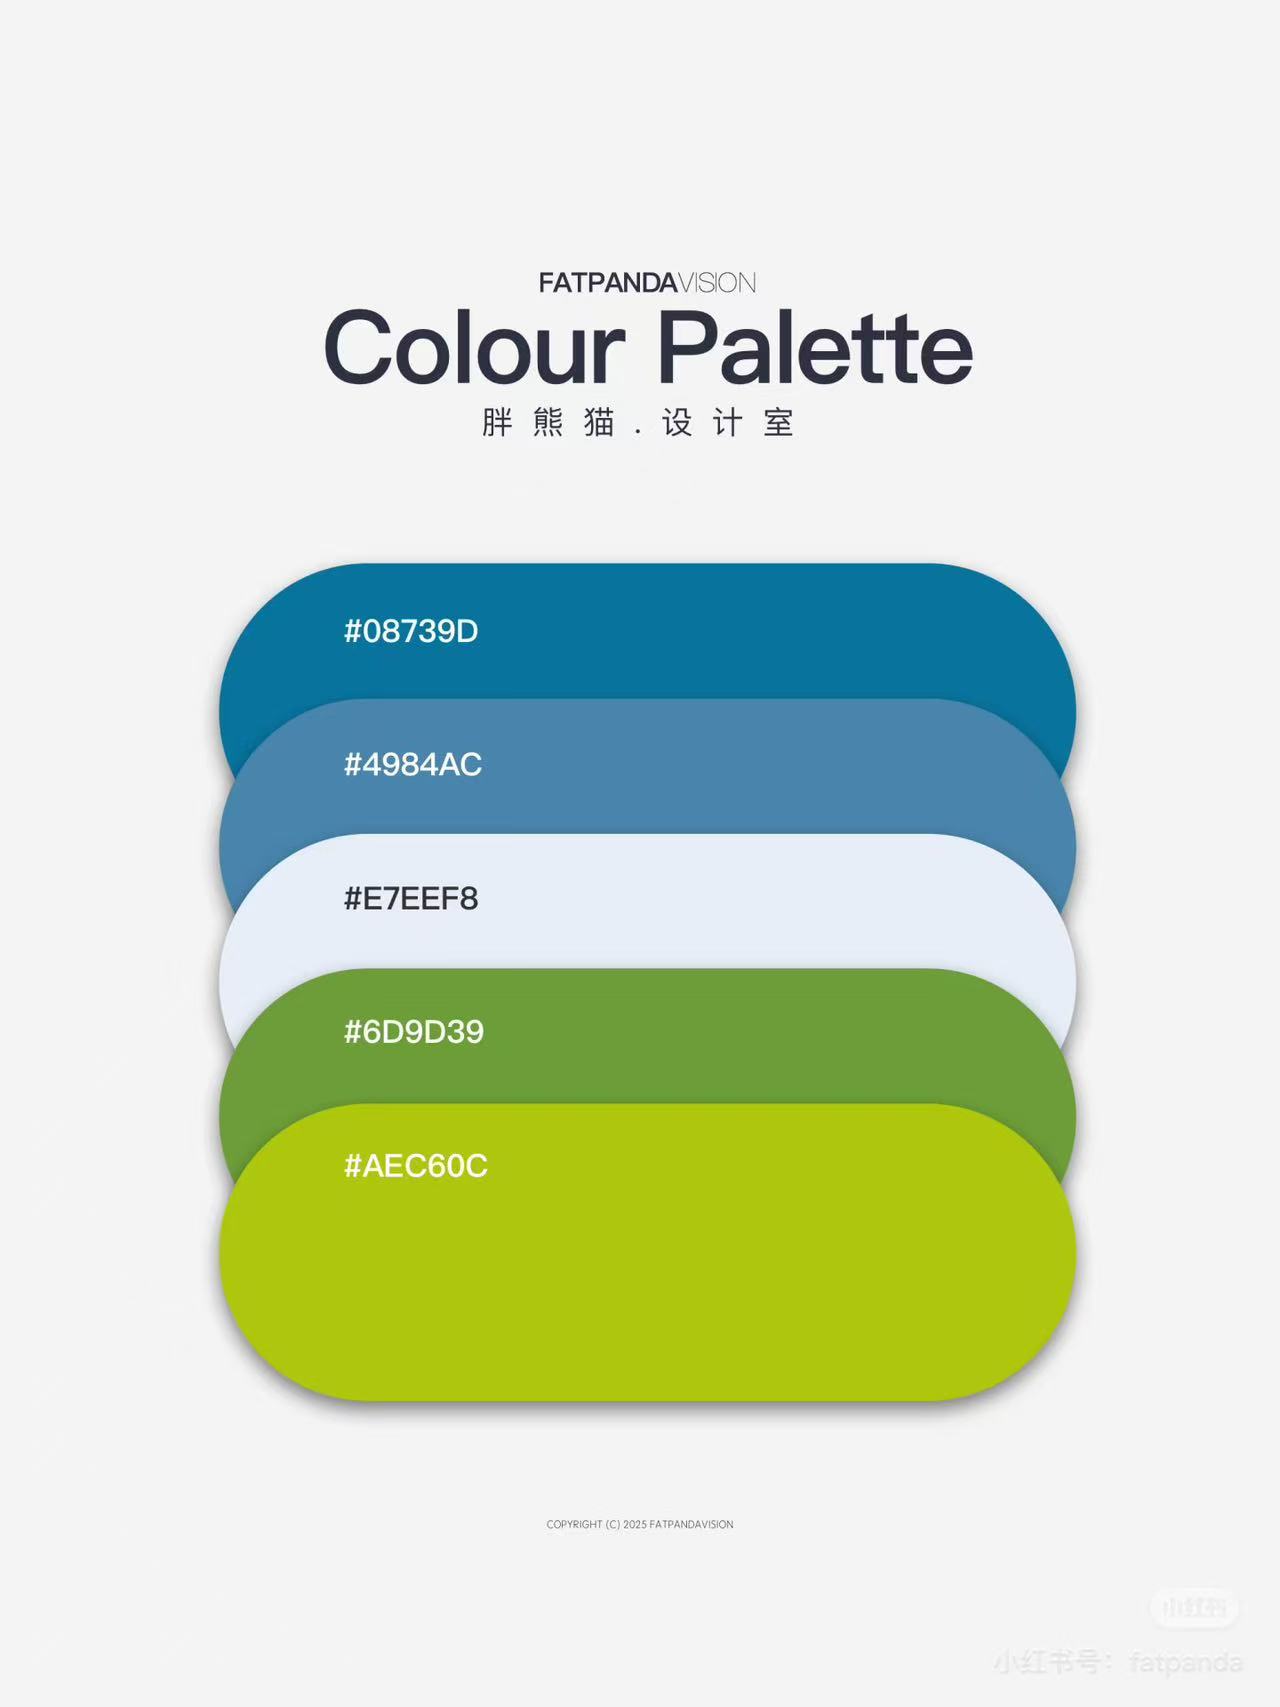 FATPANDAVISION
Colour Palette
胖熊猫.设计室
#08739D
#4984AC
#E7EEF8
#6D9D39
#AEC60C
COPYRIGHT (C) 2025 FATPANDAVISION
小红书
小红书号: fatpanda